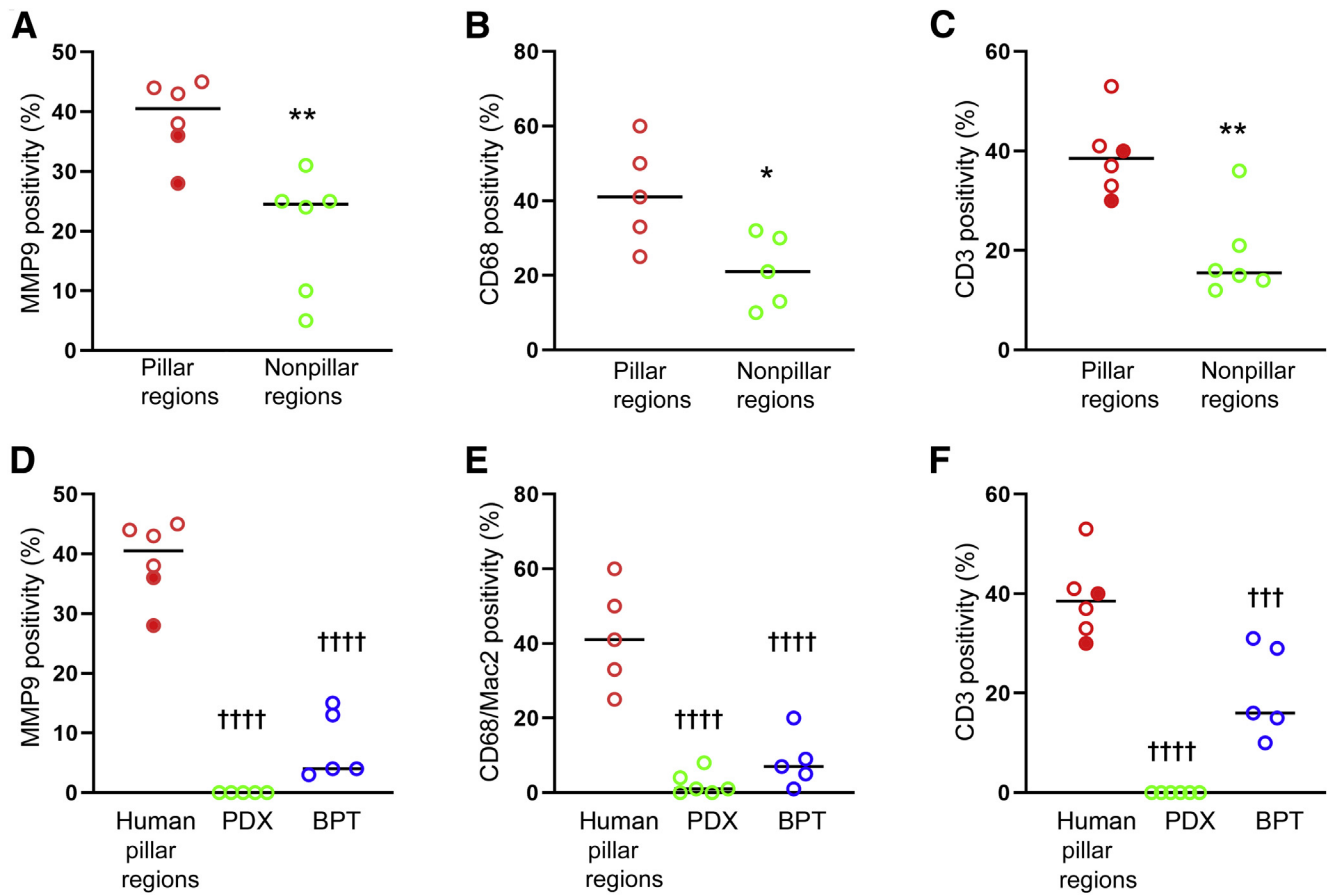 A
MMP9 positivity (%)
50
40
30
20
10
0
**
Pillar regions
Nonpillar regions
B
CD68 positivity (%)
80
60
40
20
0
*
Pillar regions
Nonpillar regions
C
CD3 positivity (%)
60
40
20
0
**
Pillar regions
Nonpillar regions
D
MMP9 positivity (%)
50
40
30
20
10
0
††††
††††
Human pillar regions
PDX
BPT
E
CD68/Mac2 positivity (%)
80
60
40
20
0
††††
††††
Human pillar regions
PDX
BPT
F
CD3 positivity (%)
60
40
20
0
††††
†††
Human pillar regions
PDX
BPT